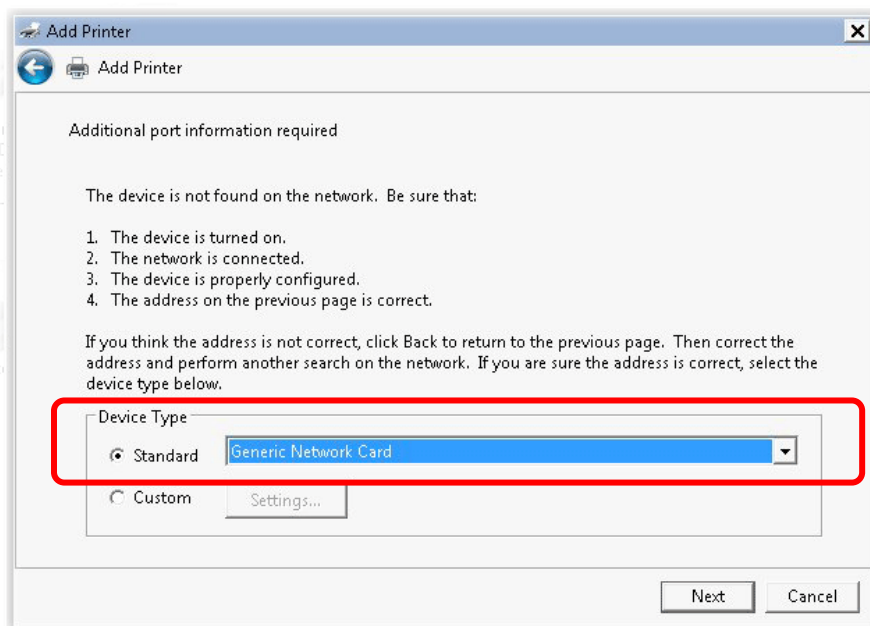 Add Printer
Add Printer
Additional port information required
The device is not found on the network.  Be sure that:
1.  The device is turned on.
2.  The network is connected.
3.  The device is properly configured.
4.  The address on the previous page is correct.
If you think the address is not correct, click Back to return to the previous page.  Then correct the
address and perform another search on the network.  If you are sure the address is correct, select the
device type below.
Device Type
Standard
Generic Network Card
Custom
Settings...
Next
Cancel